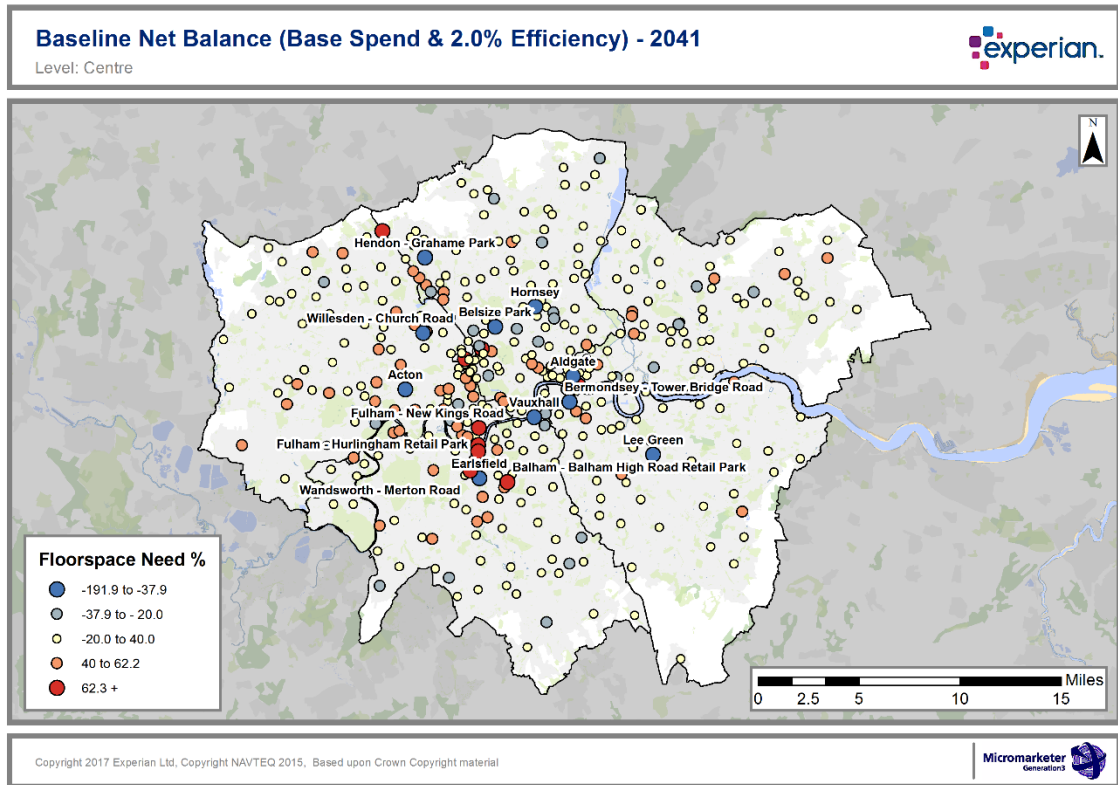 Baseline Net Balance (Base Spend & 2.0% Efficiency) - 2041
Level: Centre
experian.
N
Hendon - Grahame Park
Hornsey
Belsize Park
Willesden - Church Road
Aldgate
Acton
Bermondsey - Tower Bridge Road
Vauxhall
Fulham - New Kings Road
Lee Green
Fulham - Hurlingham Retail Park
Earlsfield
Balham - Balham High Road Retail Park
Wandsworth - Merton Road
Floorspace Need %
-191.9 to -37.9
-37.9 to - 20.0
-20.0 to 40.0
40 to 62.2
62.3 +
Miles
0 2.5 5 10 15
Copyright 2017 Experian Ltd, Copyright NAVTEQ 2015, Based upon Crown Copyright material
Micromarketer
Generation3